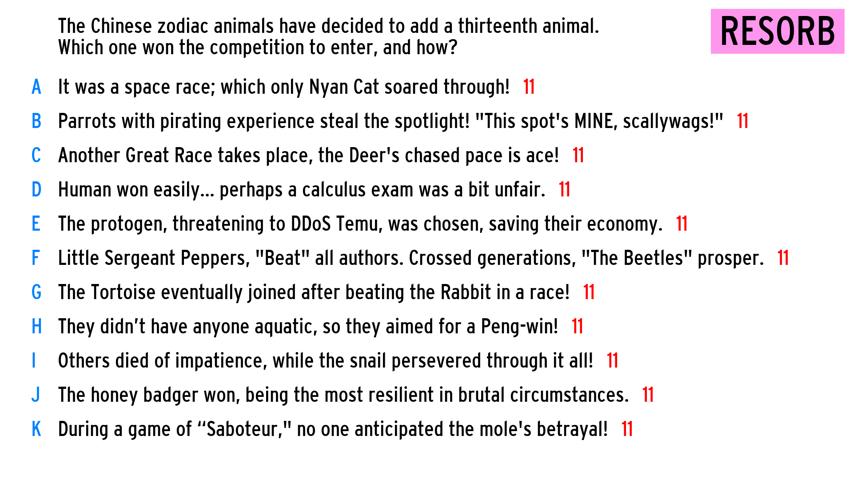 The Chinese zodiac animals have decided to add a thirteenth animal.
Which one won the competition to enter, and how?
RESORB
A It was a space race; which only Nyan Cat soared through! 11
B Parrots with pirating experience steal the spotlight! "This spot's MINE, scallywags!" 11
C Another Great Race takes place, the Deer's chased pace is ace! 11
D Human won easily... perhaps a calculus exam was a bit unfair. 11
E The protogen, threatening to DDoS Temu, was chosen, saving their economy. 11
F Little Sergeant Peppers, "Beat" all authors. Crossed generations, "The Beetles" prosper. 11
G The Tortoise eventually joined after beating the Rabbit in a race! 11
H They didn’t have anyone aquatic, so they aimed for a Peng-win! 11
I Others died of impatience, while the snail persevered through it all! 11
J The honey badger won, being the most resilient in brutal circumstances. 11
K During a game of “Saboteur," no one anticipated the mole's betrayal! 11